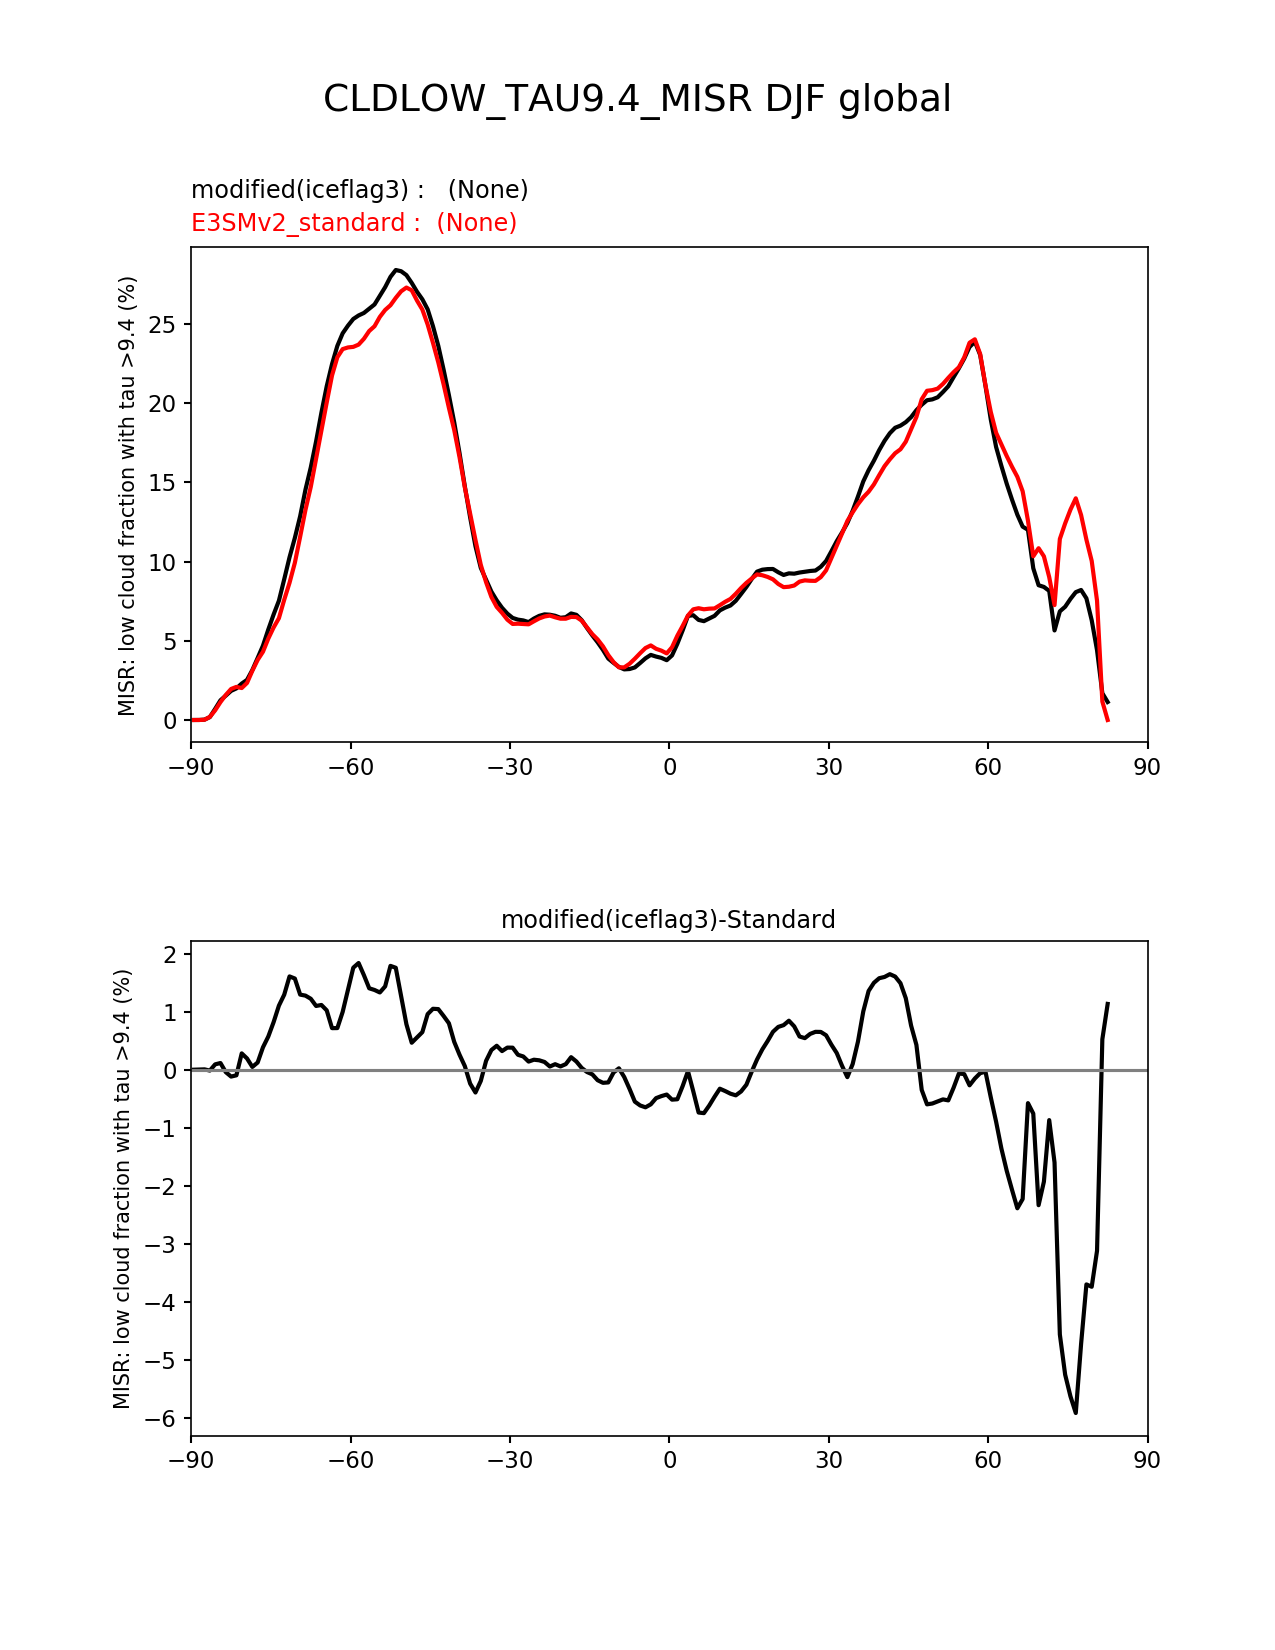 CLDLOW_TAU9.4_MISR DJF global
modified(iceflag3) :   (None)
E3SMv2_standard :  (None)
MISR: low cloud fraction with tau >9.4 (%)
25
20
15
10
5
0
−90 −60 −30 0 30 60 90
modified(iceflag3)-Standard
MISR: low cloud fraction with tau >9.4 (%)
2
1
0
−1
−2
−3
−4
−5
−6
−90 −60 −30 0 30 60 90